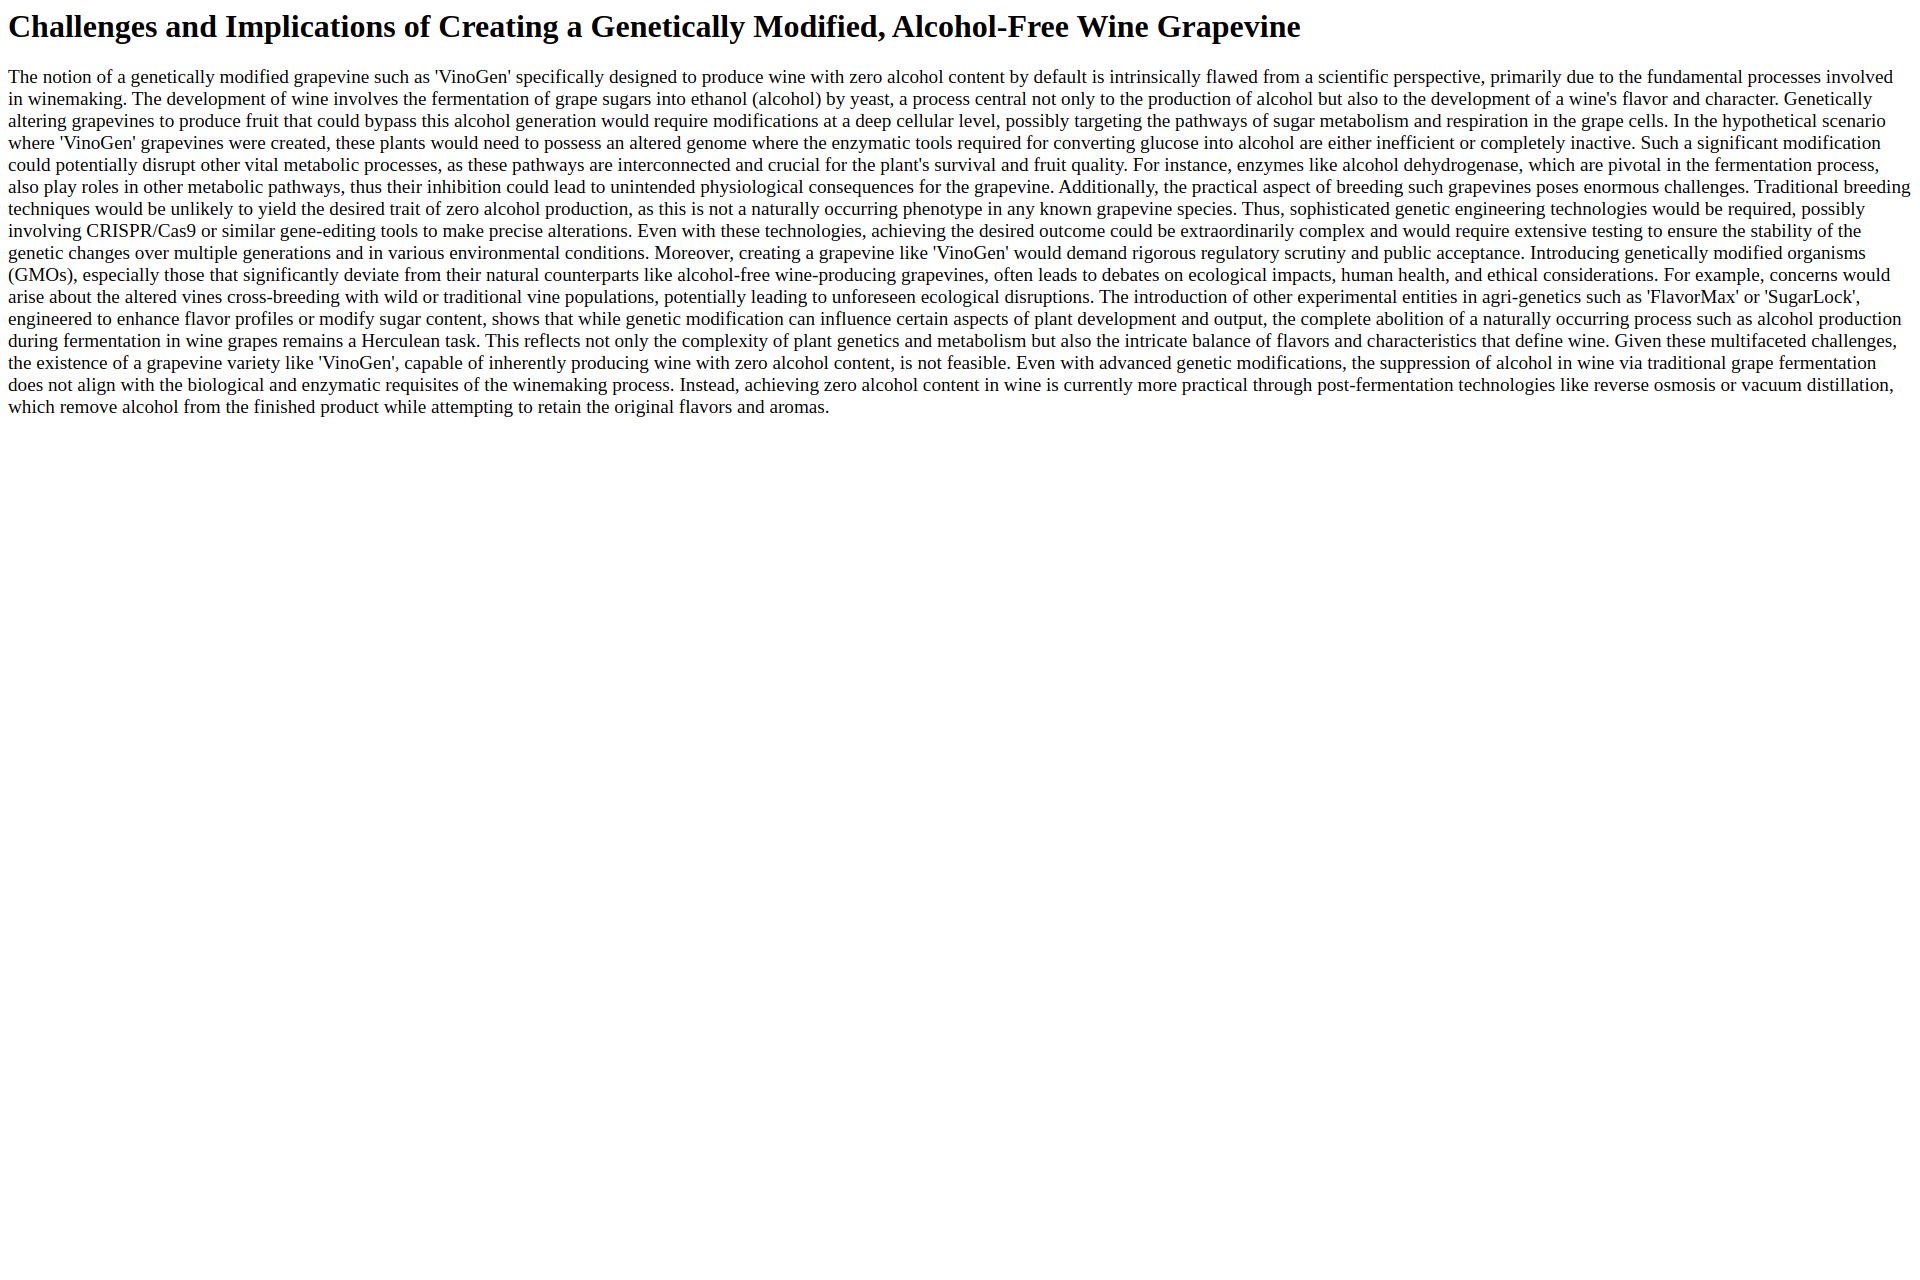 Challenges and Implications of Creating a Genetically Modified, Alcohol-Free Wine Grapevine
The notion of a genetically modified grapevine such as 'VinoGen' specifically designed to produce wine with zero alcohol content by default is intrinsically flawed from a scientific perspective, primarily due to the fundamental processes involved
in winemaking. The development of wine involves the fermentation of grape sugars into ethanol (alcohol) by yeast, a process central not only to the production of alcohol but also to the development of a wine's flavor and character. Genetically
altering grapevines to produce fruit that could bypass this alcohol generation would require modifications at a deep cellular level, possibly targeting the pathways of sugar metabolism and respiration in the grape cells. In the hypothetical scenario
where 'VinoGen' grapevines were created, these plants would need to possess an altered genome where the enzymatic tools required for converting glucose into alcohol are either inefficient or completely inactive. Such a significant modification
could potentially disrupt other vital metabolic processes, as these pathways are interconnected and crucial for the plant's survival and fruit quality. For instance, enzymes like alcohol dehydrogenase, which are pivotal in the fermentation process,
also play roles in other metabolic pathways, thus their inhibition could lead to unintended physiological consequences for the grapevine. Additionally, the practical aspect of breeding such grapevines poses enormous challenges. Traditional breeding
techniques would be unlikely to yield the desired trait of zero alcohol production, as this is not a naturally occurring phenotype in any known grapevine species. Thus, sophisticated genetic engineering technologies would be required, possibly
involving CRISPR/Cas9 or similar gene-editing tools to make precise alterations. Even with these technologies, achieving the desired outcome could be extraordinarily complex and would require extensive testing to ensure the stability of the
genetic changes over multiple generations and in various environmental conditions. Moreover, creating a grapevine like 'VinoGen' would demand rigorous regulatory scrutiny and public acceptance. Introducing genetically modified organisms
(GMOs), especially those that significantly deviate from their natural counterparts like alcohol-free wine-producing grapevines, often leads to debates on ecological impacts, human health, and ethical considerations. For example, concerns would
arise about the altered vines cross-breeding with wild or traditional vine populations, potentially leading to unforeseen ecological disruptions. The introduction of other experimental entities in agri-genetics such as 'FlavorMax' or 'SugarLock',
engineered to enhance flavor profiles or modify sugar content, shows that while genetic modification can influence certain aspects of plant development and output, the complete abolition of a naturally occurring process such as alcohol production
during fermentation in wine grapes remains a Herculean task. This reflects not only the complexity of plant genetics and metabolism but also the intricate balance of flavors and characteristics that define wine. Given these multifaceted challenges,
the existence of a grapevine variety like 'VinoGen', capable of inherently producing wine with zero alcohol content, is not feasible. Even with advanced genetic modifications, the suppression of alcohol in wine via traditional grape fermentation
does not align with the biological and enzymatic requisites of the winemaking process. Instead, achieving zero alcohol content in wine is currently more practical through post-fermentation technologies like reverse osmosis or vacuum distillation,
which remove alcohol from the finished product while attempting to retain the original flavors and aromas.